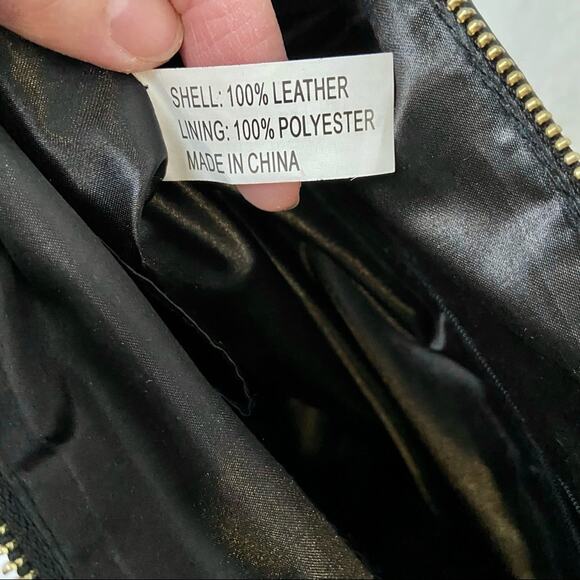 SHELL: 100% LEATHER
LINING: 100% POLYESTER
MADE IN CHINA